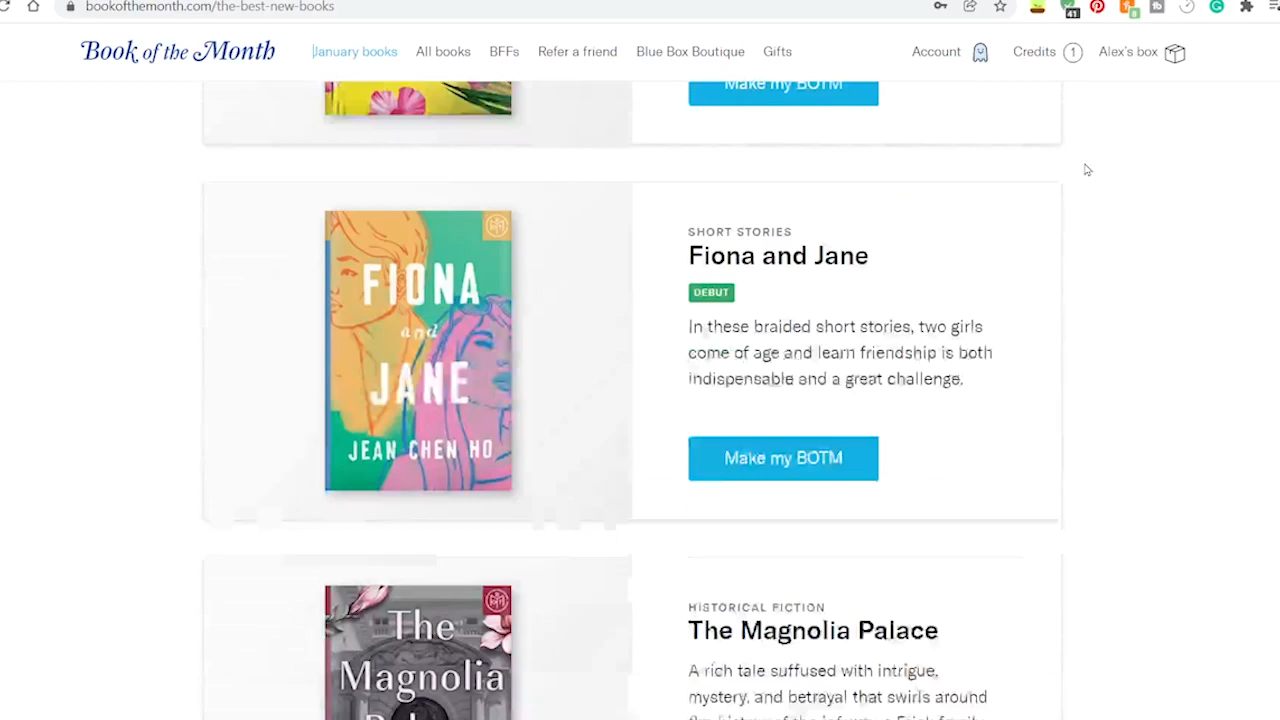 bookofthemonth.com/the-best-new-books
41
8
Book of the Month
January books
All books
BFFs
Refer a friend
Blue Box Boutique
Gifts
Account
Credits
1
Alex's box
Make my BOTM
FIONA
and
JANE
JEAN CHEN HO
SHORT STORIES
Fiona and Jane
DEBUT
In these braided short stories, two girls
come of age and learn friendship is both
indispensable and a great challenge.
Make my BOTM
The
Magnolia
HISTORICAL FICTION
The Magnolia Palace
A rich tale suffused with intrigue,
mystery, and betrayal that swirls around